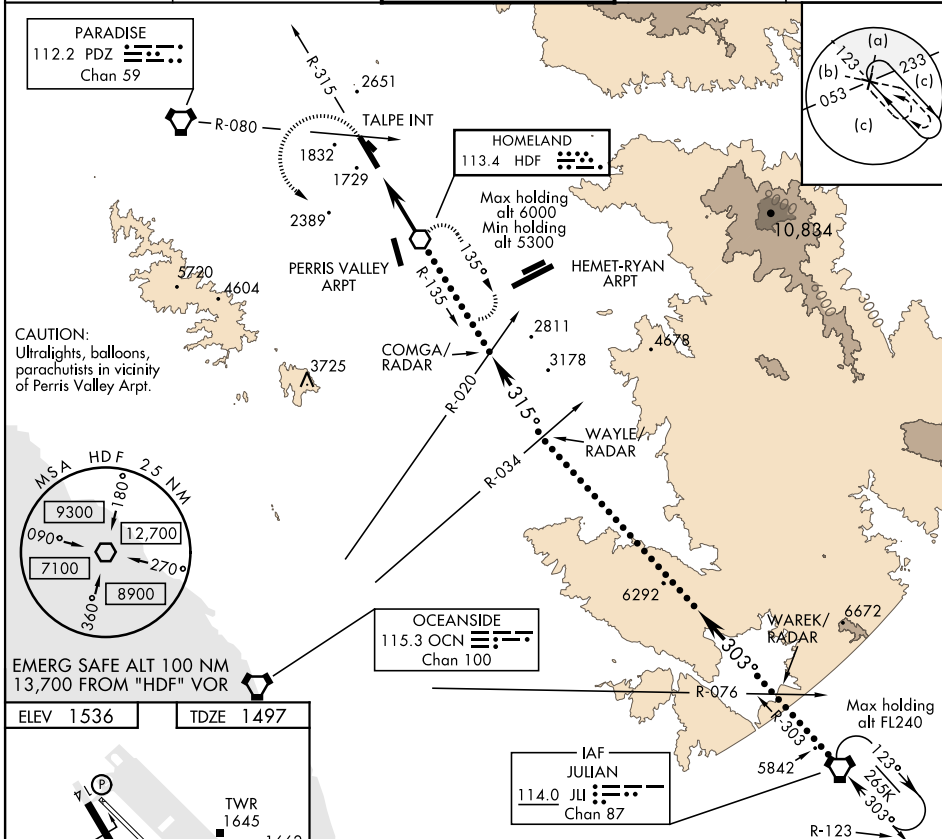 PARADISE
112.2 PDZ
Chan 59
R-315
2651
R-080
TALPE INT
1832
1729
2389
HOMELAND
113.4 HDF
Max holding
alt 6000
Min holding
alt 5300
(a)
123
233
(b)
(c)
053
(c)
10,834
9000
3000
135°
R-135
PERRIS VALLEY
ARPT
HEMET-RYAN
ARPT
5720
4604
CAUTION:
Ultralights, balloons,
parachutists in vicinity
of Perris Valley Arpt.
3725
COMGA/
RADAR
2811
3178
4678
R-020
315°
WAYLE/
RADAR
R-034
MSA HDF 25 NM
180°
9300
12,700
090°
270°
7100
8900
360°
EMERG SAFE ALT 100 NM
13,700 FROM "HDF" VOR
OCEANSIDE
115.3 OCN
Chan 100
6292
WAREK/
RADAR
6672
303°
R-076
R-303
Max holding
alt FL240
IAF
JULIAN
114.0 JLI
Chan 87
5842
123°
265K
303°
R-123
ELEV 1536
TDZE 1497
P
14
TWR
1645